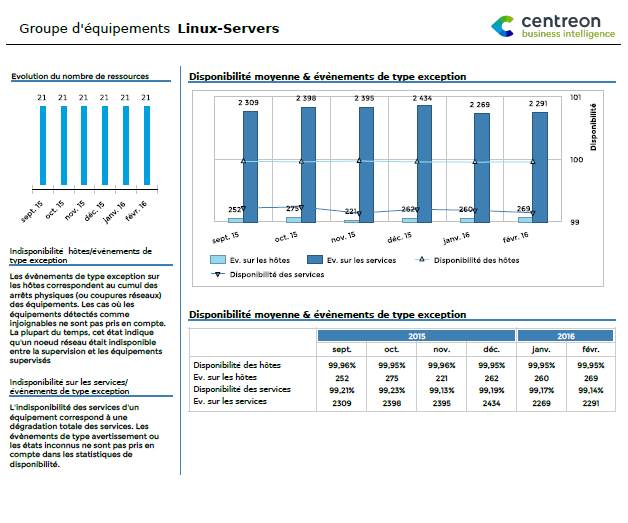 Groupe d'équipements Linux-Servers
centreon
business intelligence
Evolution du nombre de ressources
21 21 21 21 21 21
sept. 15 oct. 15 nov. 15 déc. 15 janv. 16 févr. 16
Indisponibilité hôtes/événements de
type exception
Les évènements de type exception sur
les hôtes correspondent au cumul des
arrêts physiques (ou coupures réseaux)
des équipements. Les cas où les
équipements détectés comme
injoignables ne sont pas pris en compte.
La plupart du temps, cet état indique
qu'un noeud réseau était indisponible
entre la supervision et les équipements
supervisés
Indisponibilité sur les services/
évènements de type exception
L'indisponibilité des services d'un
équipement correspond à une
dégradation totale des services. Les
évènements de type avertissement ou
les états inconnus ne sont pas pris en
compte dans les statistiques de
disponibilité.
Disponibilité moyenne & évènements de type exception
2 309 2 398 2 395 2 434 2 269 2 291
101
100
99
Disponibilité
252 275 221 262 260 269
sept. 15 oct. 15 nov. 15 déc. 15 janv. 16 févr. 16
Ev. sur les hôtes Ev. sur les services Disponibilité des hôtes
Disponibilité des services
Disponibilité moyenne & évènements de type exception
2015 2016
sept. oct. nov. déc. janv. févr.
Disponibilité des hôtes 99,96% 99,95% 99,96% 99,95% 99,95% 99,95%
Ev. sur les hôtes 252 275 221 262 260 269
Disponibilité des services 99,21% 99,23% 99,13% 99,19% 99,17% 99,14%
Ev. sur les services 2309 2398 2395 2434 2269 2291